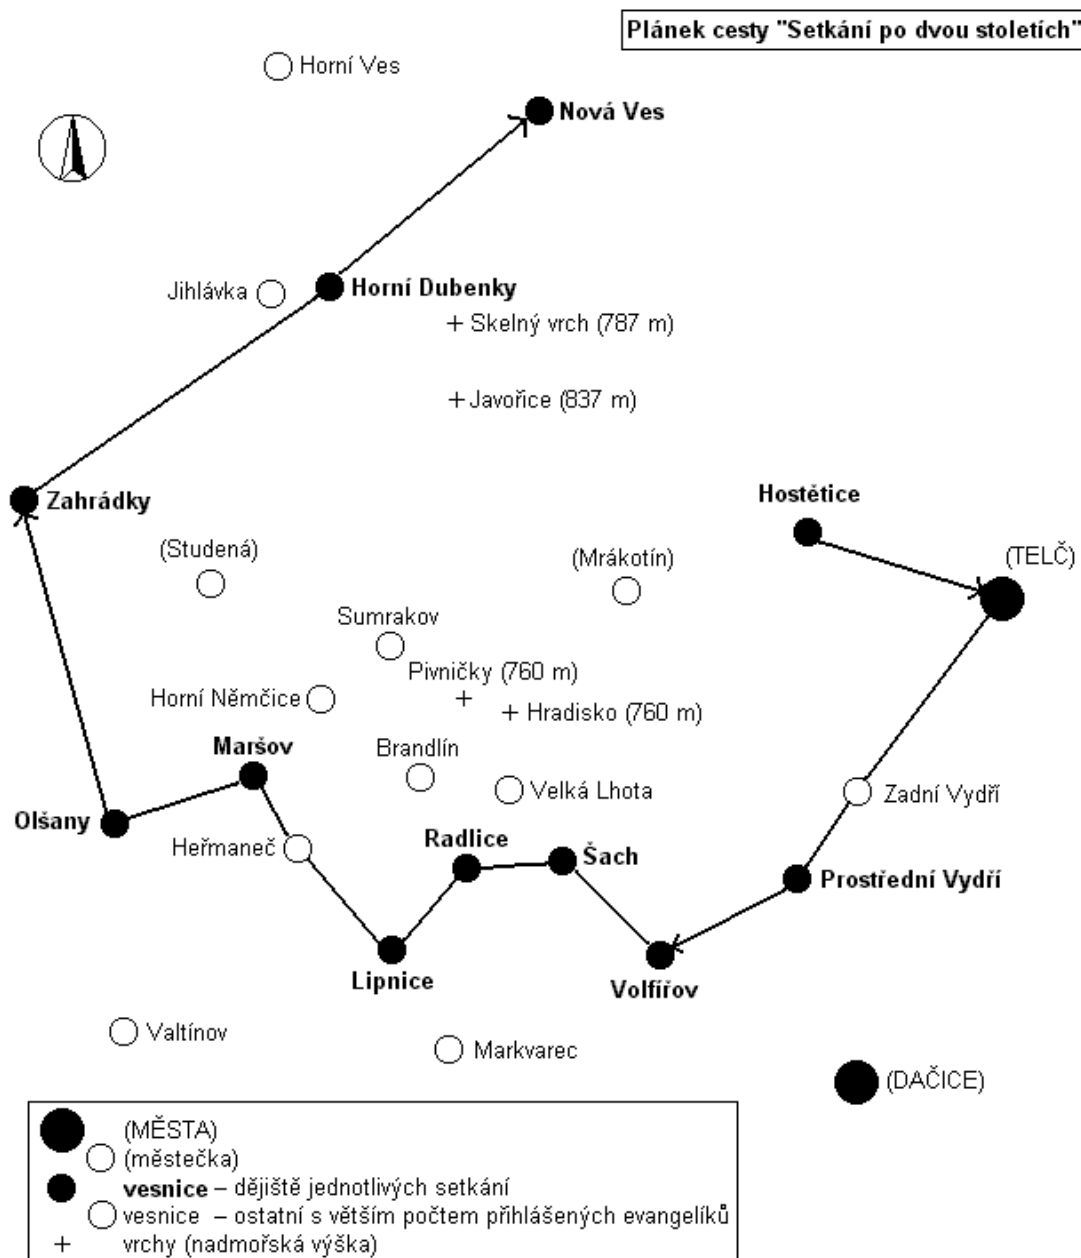 Plánek cesty "Setkání po dvou stoletích"
Horní Ves
Nová Ves
Jihlávka
Horní Dubenky
Skelný vrch (787 m)
Javořice (837 m)
Zahrádky
Hostětice
(Studená)
(Mrákotín)
(TELČ)
Sumrakov
Pivničky (760 m)
Horní Němčice
Hradisko (760 m)
Maršov
Brandlín
Velká Lhota
Zadní Vydří
Olšany
Heřmaneč
Radlice
Šach
Prostřední Vydří
Lipnice
Volfířov
Valtínov
Markvarec
(DAČICE)
(MĚSTA)
(městečka)
vesnice – dějiště jednotlivých setkání
vesnice – ostatní s větším počtem přihlášených evangelíků
vrchy (nadmořská výška)